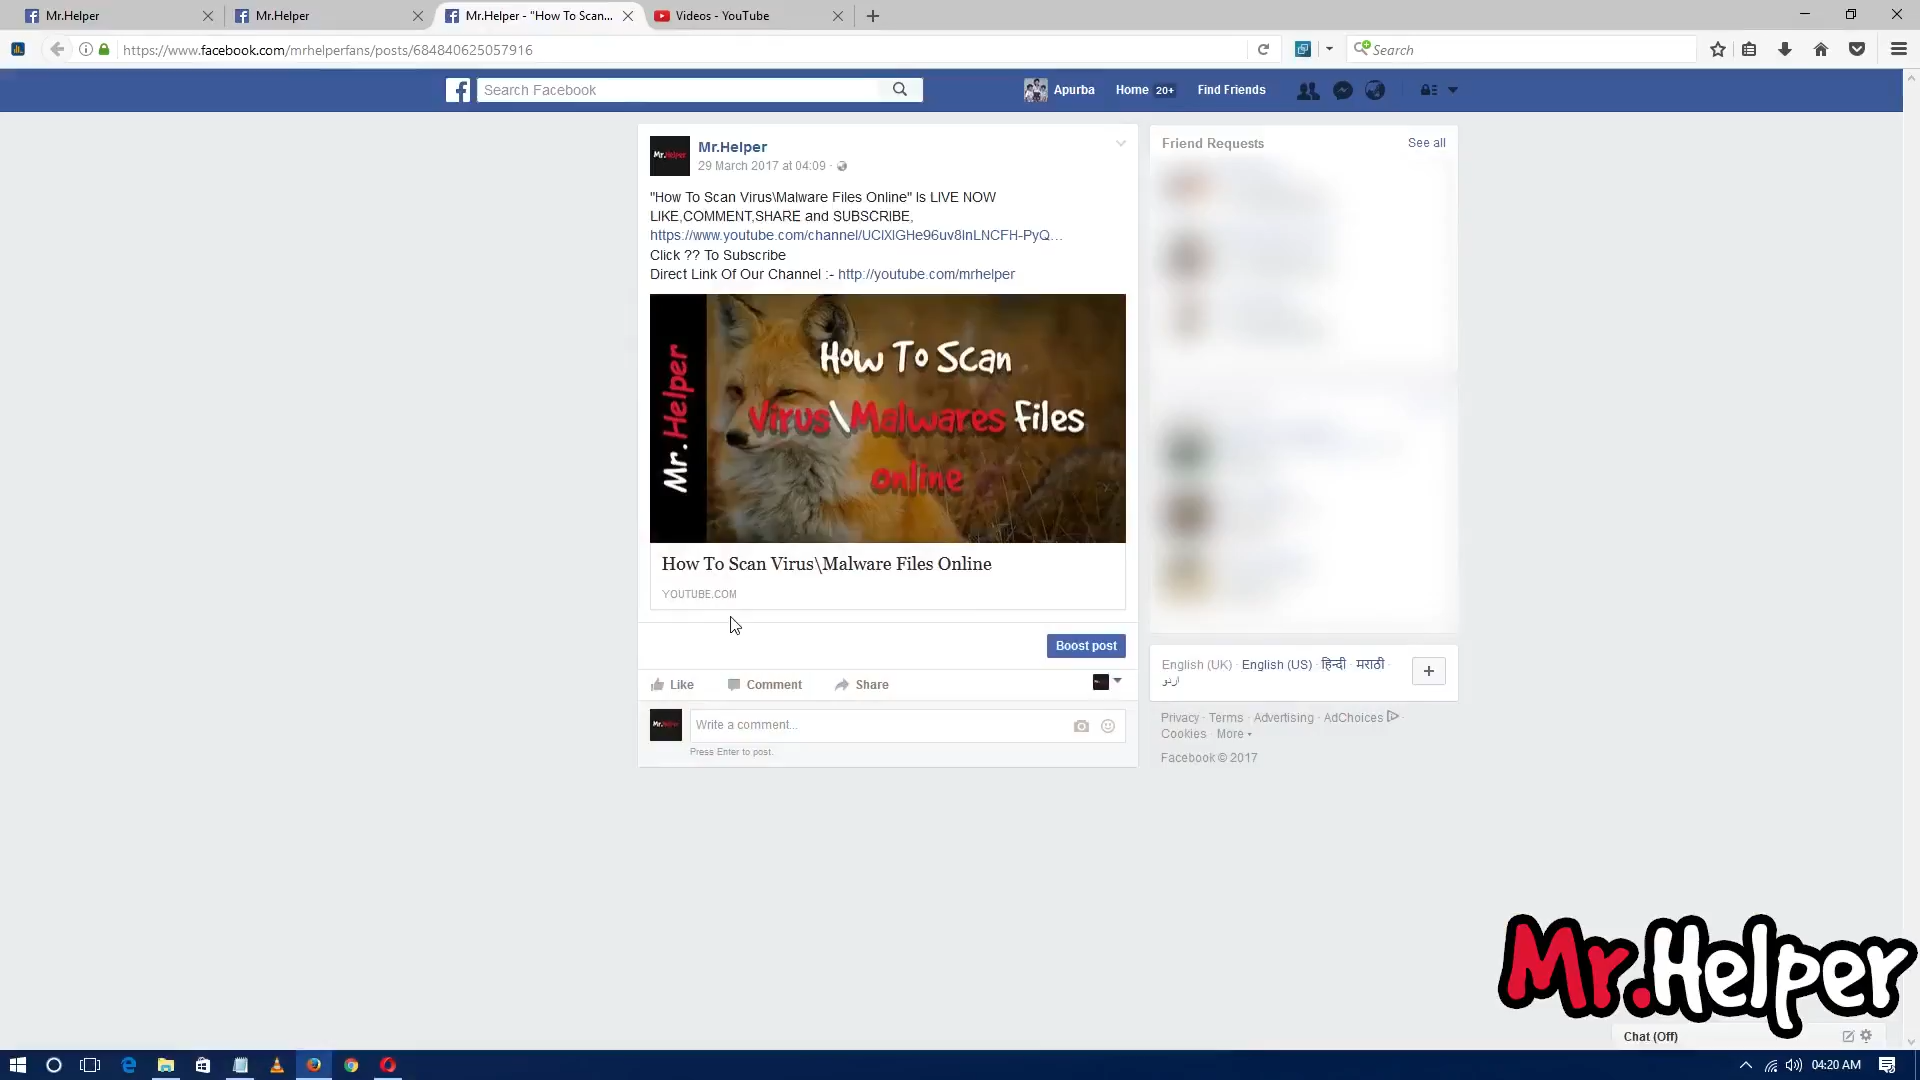 Mr.Helper
Mr.Helper
Mr.Helper - "How To Scan...
Videos - YouTube
https://www.facebook.com/mrhelperfans/posts/684840625057916
Search
Search Facebook
Apurba
Home 20+
Find Friends
Mr.Helper
Mr.Helper
29 March 2017 at 04:09 ·
"How To Scan Virus\Malware Files Online" Is LIVE NOW
LIKE,COMMENT,SHARE and SUBSCRIBE,
https://www.youtube.com/channel/UClXlGHe96uv8lnLNCFH-PyQ...
Click ?? To Subscribe
Direct Link Of Our Channel :- http://youtube.com/mrhelper
Mr.Helper
How To Scan
Virus\Malwares Files
Online
How To Scan Virus\Malware Files Online
YOUTUBE.COM
Boost post
Like
Comment
Share
Mr.Helper
Write a comment...
Press Enter to post.
Friend Requests
See all
English (UK) · English (US) · हिन्दी · मराठी ·
اردو
Privacy · Terms · Advertising · AdChoices ·
Cookies · More
Facebook © 2017
Mr.Helper
Chat (Off)
04:20 AM